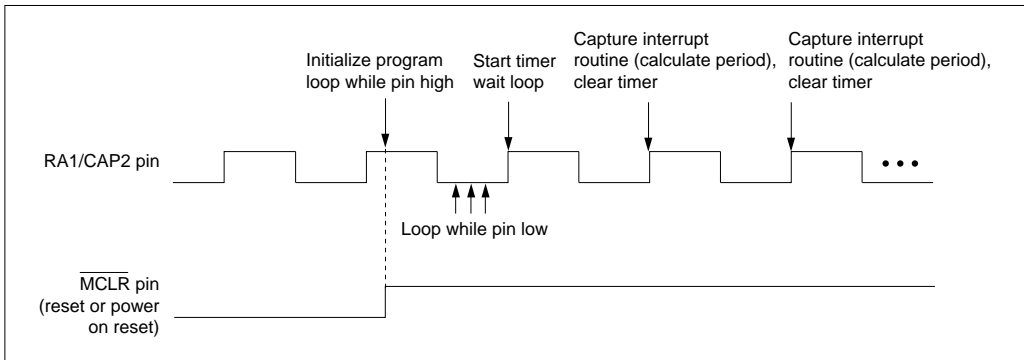 Initialize program
loop while pin high
Start timer
wait loop
Capture interrupt
routine (calculate period),
clear timer
Capture interrupt
routine (calculate period),
clear timer
RA1/CAP2 pin
Loop while pin low
MCLR pin
(reset or power
on reset)